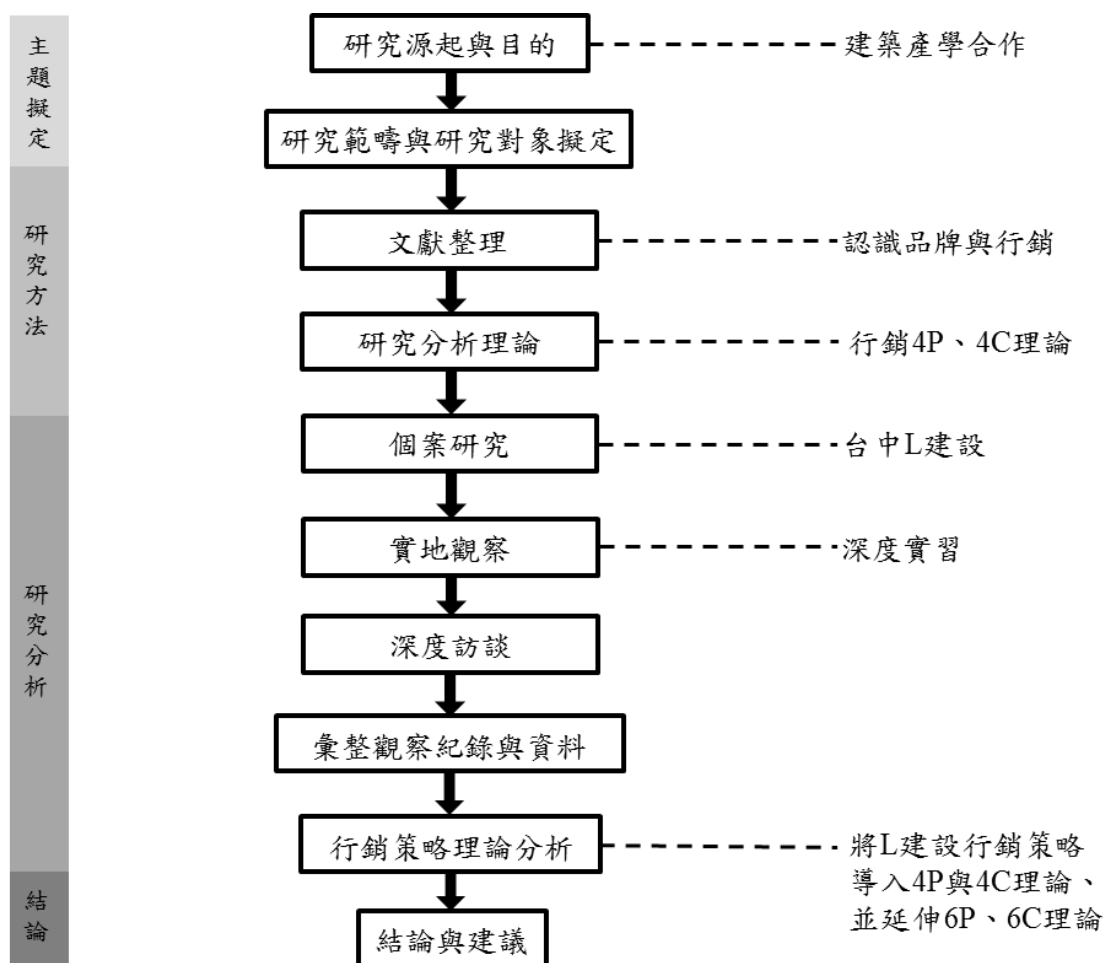 主題擬定
研究源起與目的
建築產學合作
研究範疇與研究對象擬定
研究方法
文獻整理
認識品牌與行銷
研究分析理論
行銷4P、4C理論
研究分析
個案研究
台中L建設
實地觀察
深度實習
深度訪談
彙整觀察紀錄與資料
行銷策略理論分析
將L建設行銷策略
導入4P與4C理論、
並延伸6P、6C理論
結論
結論與建議